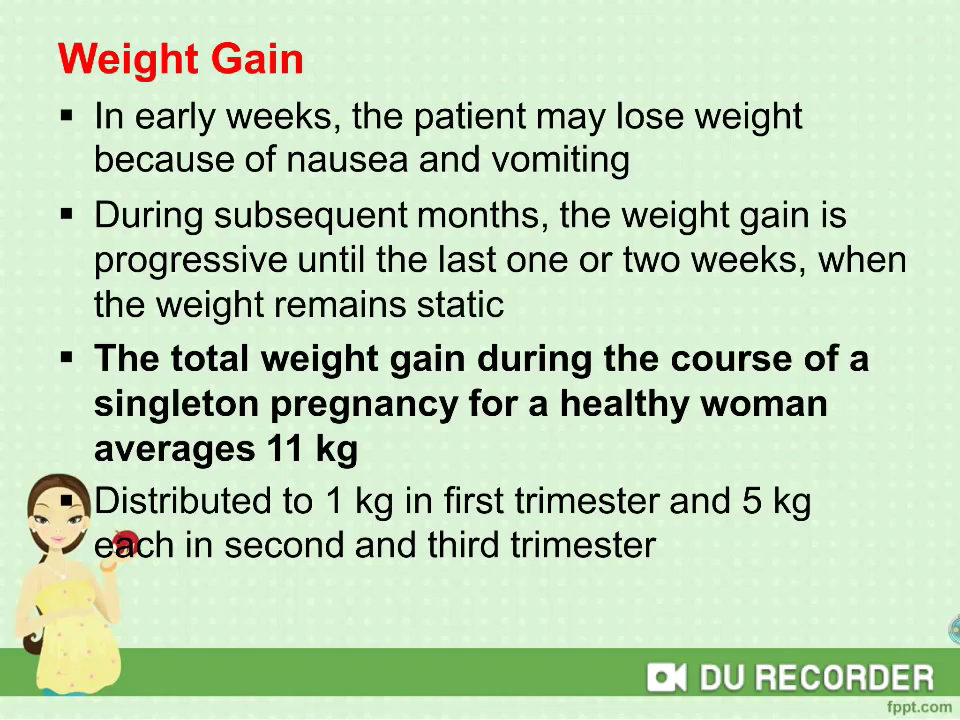 Weight Gain
▪ In early weeks, the patient may lose weight
because of nausea and vomiting
▪ During subsequent months, the weight gain is
progressive until the last one or two weeks, when
the weight remains static
▪ The total weight gain during the course of a
singleton pregnancy for a healthy woman
averages 11 kg
▪ Distributed to 1 kg in first trimester and 5 kg
each in second and third trimester
DU RECORDER
fppt.com